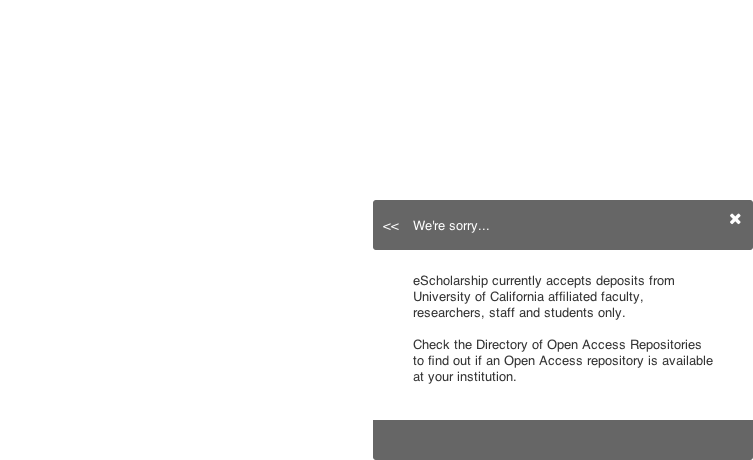 << We're sorry...
eScholarship currently accepts deposits from
University of California affiliated faculty,
researchers, staff and students only.
Check the Directory of Open Access Repositories
to find out if an Open Access repository is available
at your institution.